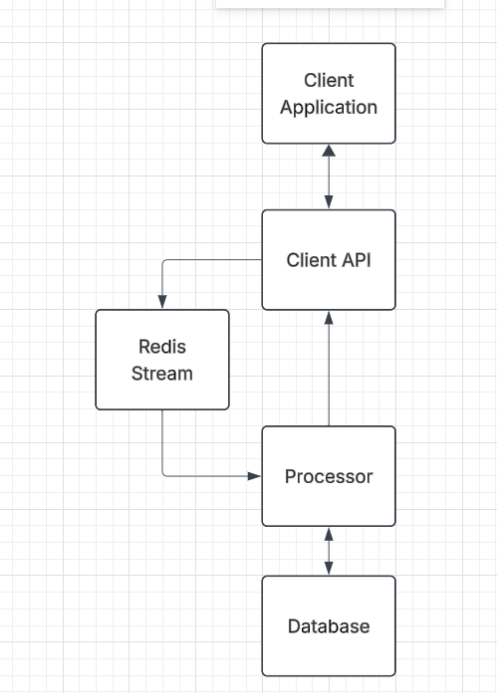 Client
Application
Client API
Redis
Stream
Processor
Database